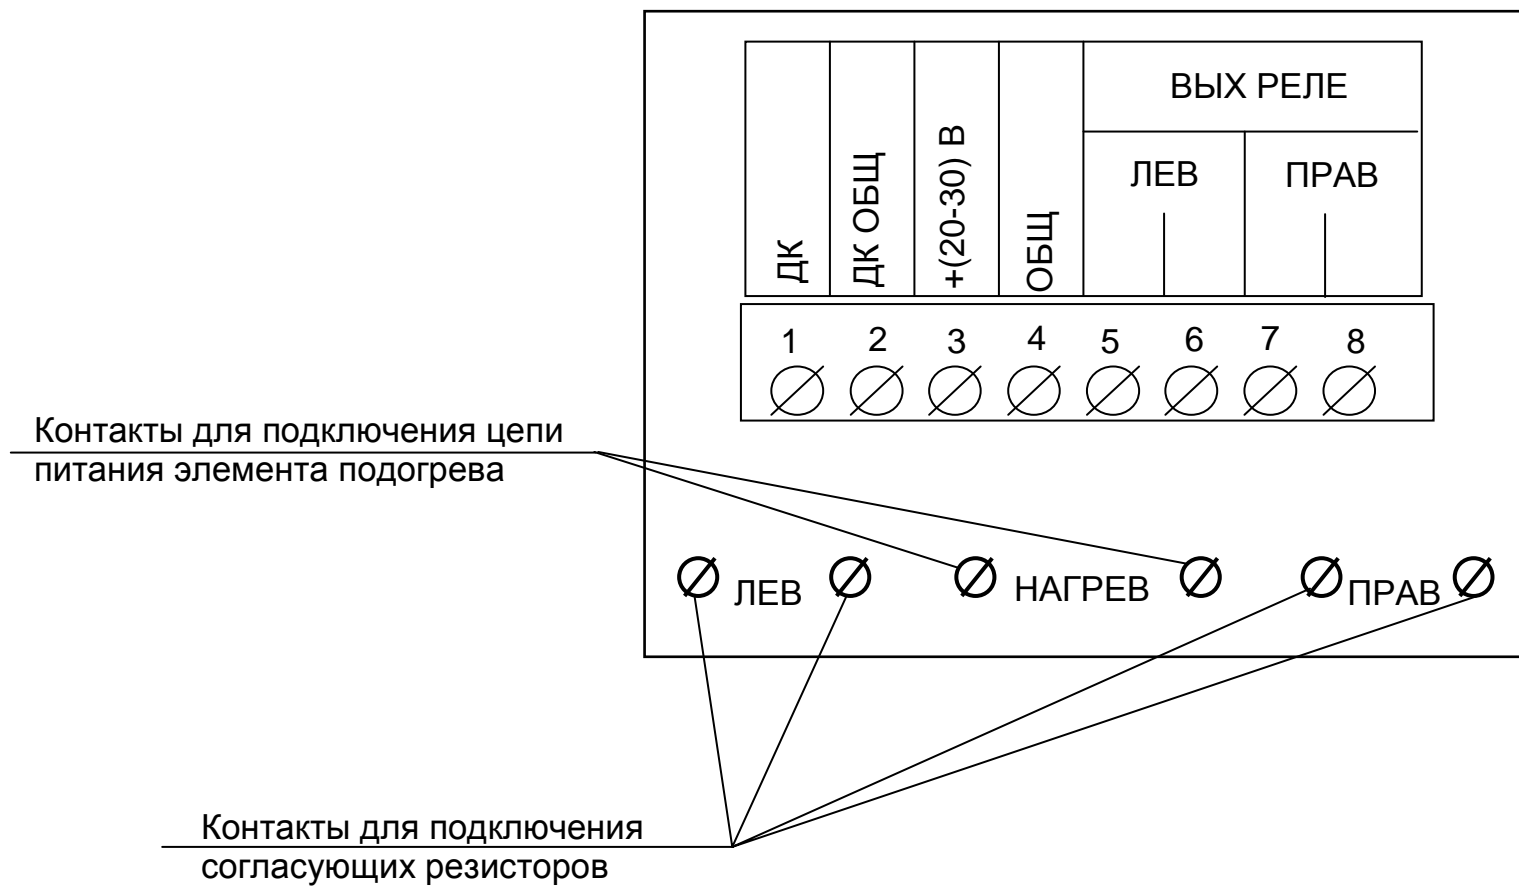 ВЫХ РЕЛЕ
ЛЕВ
ПРАВ
ДК
ДК ОБЩ
+(20-30) В
ОБЩ
1 2 3 4 5 6 7 8
Контакты для подключения цепи
питания элемента подогрева
ЛЕВ НАГРЕВ ПРАВ
Контакты для подключения
согласующих резисторов